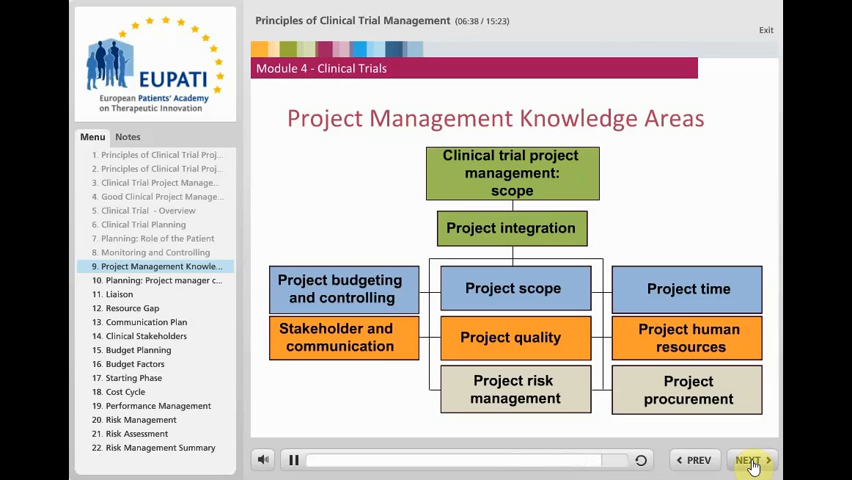 Principles of Clinical Trial Management (06:38 / 15:23)
Exit
Module 4 - Clinical Trials
EUPATI
European Patients' Academy
on Therapeutic Innovation
Menu Notes
1. Principles of Clinical Trial Proj...
2. Principles of Clinical Trial Proj...
3. Clinical Trial Project Manage...
4. Good Clinical Project Manage...
5. Clinical Trial - Overview
6. Clinical Trial Planning
7. Planning: Role of the Patient
8. Monitoring and Controlling
9. Project Management Knowle...
10. Planning: Project manager c...
11. Liaison
12. Resource Gap
13. Communication Plan
14. Clinical Stakeholders
15. Budget Planning
16. Budget Factors
17. Starting Phase
18. Cost Cycle
19. Performance Management
20. Risk Management
21. Risk Assessment
22. Risk Management Summary
Project Management Knowledge Areas
Clinical trial project
management:
scope
Project integration
Project budgeting
and controlling
Project scope
Project time
Stakeholder and
communication
Project quality
Project human
resources
Project risk
management
Project
procurement
PREV
NEXT